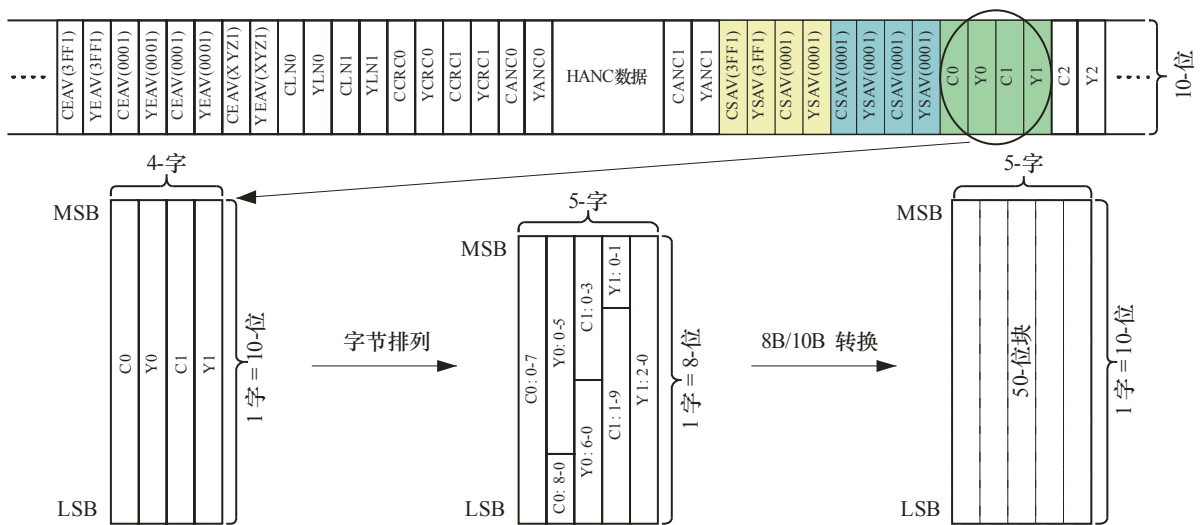 ····
CEAV(3FF1)
YEAV(3FF1)
CEAV(0001)
YEAV(0001)
CEAV(0001)
YEAV(0001)
CEAV(XYZ1)
YEAV(XYZ1)
CLN0
YLN0
CLN1
YLN1
CCRC0
YCRC0
CCRC1
YCRC1
CANC0
YANC0
HANC数据
CANC1
YANC1
CSAV(3FF1)
YSAV(3FF1)
CSAV(0001)
YSAV(0001)
CSAV(0001)
YSAV(0001)
CSAV(0001)
YSAV(0001)
C0
Y0
C1
Y1
C2
Y2
····
10-位
4-字
MSB
LSB
C0
Y0
C1
Y1
1 字 = 10-位
字节排列
5-字
MSB
LSB
C0: 0-7
Y0: 0-5
C0: 8-0
C1: 0-3
Y0: 6-0
Y1: 0-1
C1: 1-9
Y1: 2-0
1 字 = 8-位
8B/10B 转换
5-字
MSB
LSB
50-位块
1 字 = 10-位